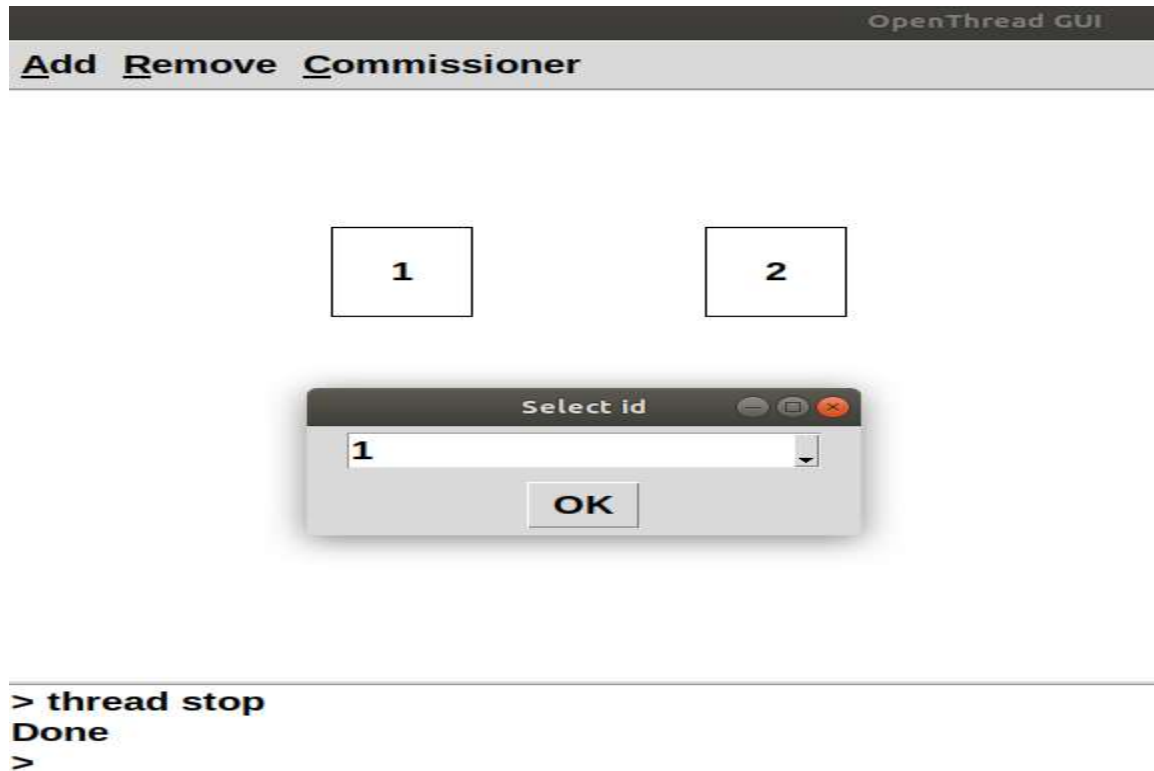 OpenThread GUI
Add Remove Commissioner
1 2
Select id
1
OK
> thread stop
Done
>